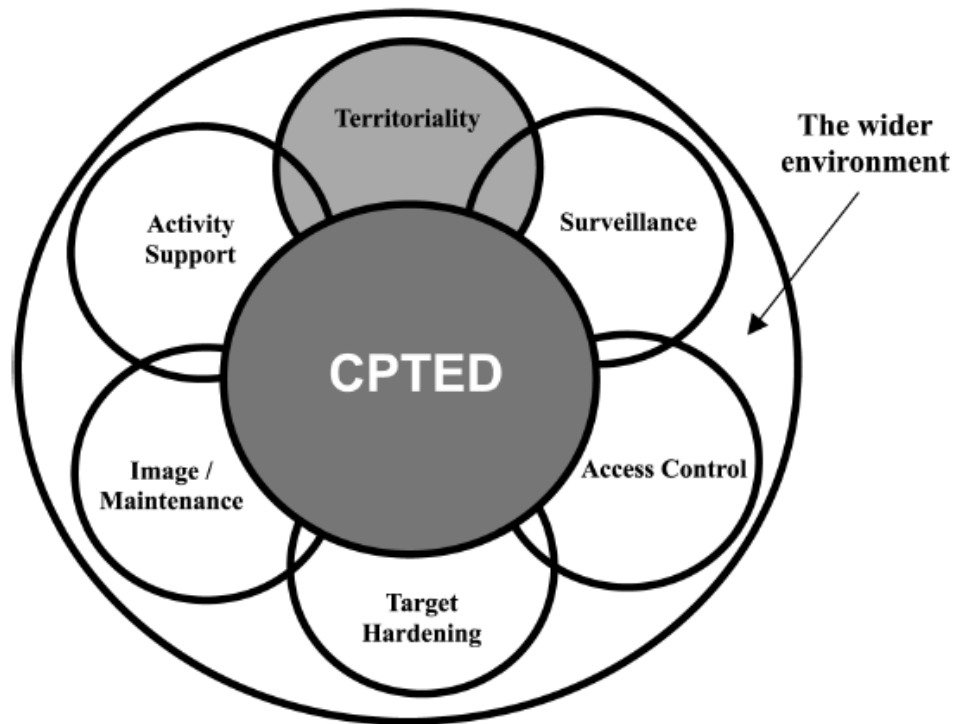 Territoriality
The wider
environment
Activity
Support
Surveillance
CPTED
Image /
Maintenance
Access Control
Target
Hardening